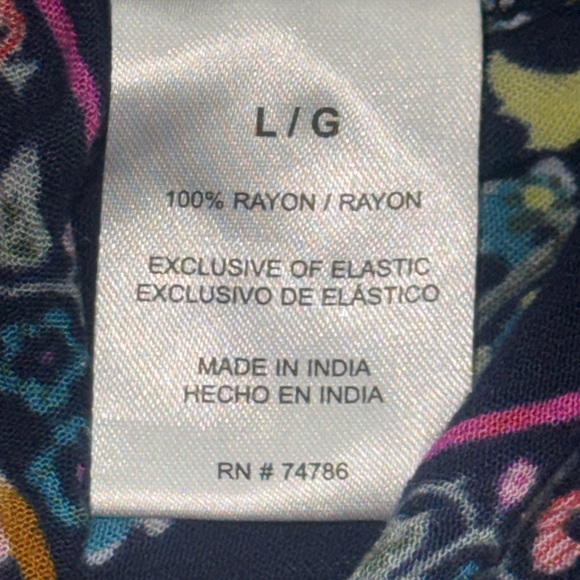 L / G
100% RAYON / RAYON
EXCLUSIVE OF ELASTIC
EXCLUSIVO DE ELÁSTICO
MADE IN INDIA
HECHO EN INDIA
RN # 74786